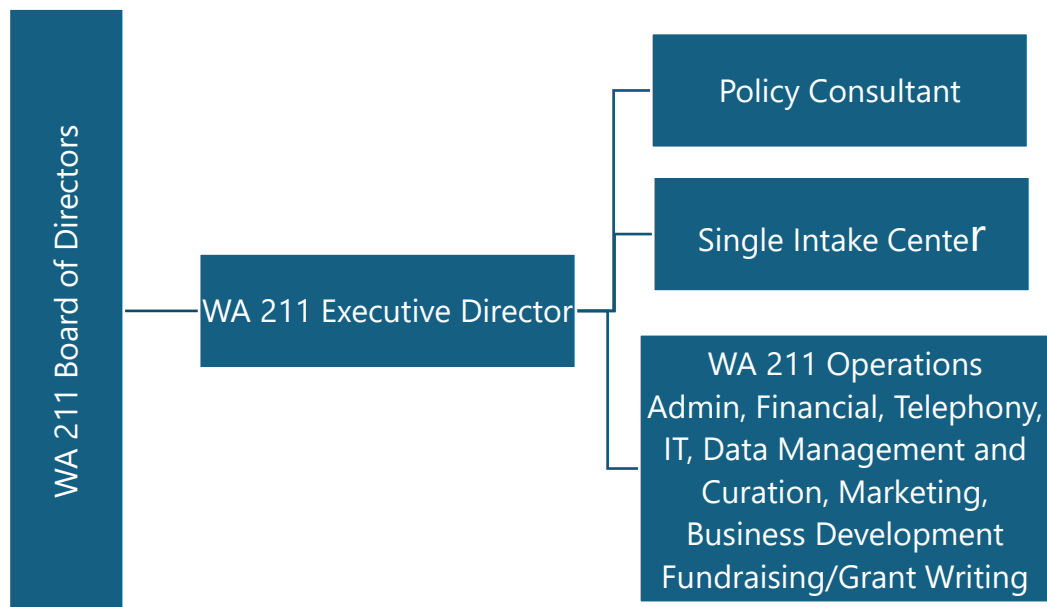 WA 211 Board of Directors
WA 211 Executive Director
Policy Consultant
Single Intake Center
WA 211 Operations
Admin, Financial, Telephony,
IT, Data Management and
Curation, Marketing,
Business Development
Fundraising/Grant Writing